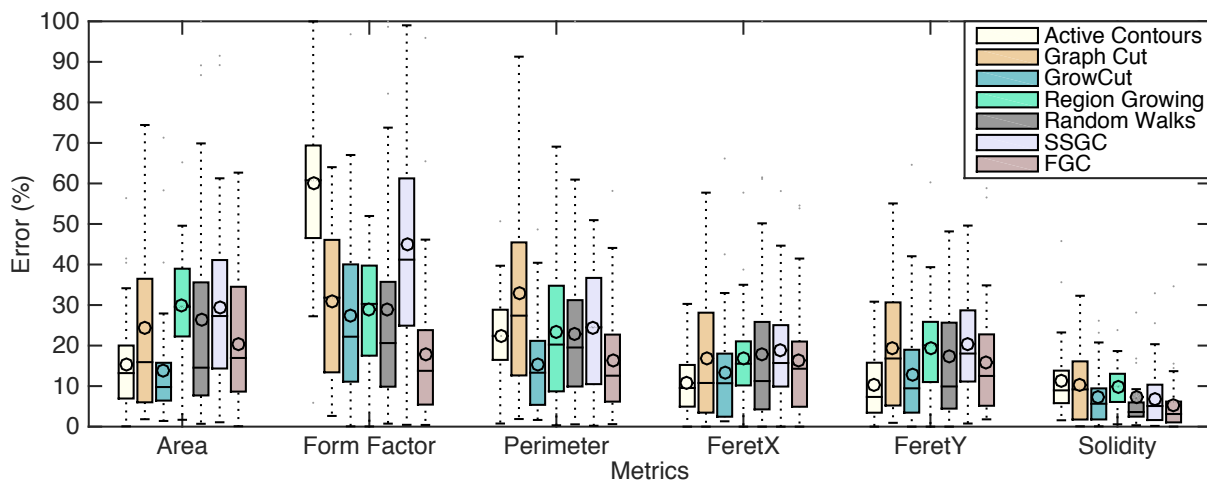 100
90
80
70
60
50
40
30
20
10
0
Error (%)
Active Contours
Graph Cut
GrowCut
Region Growing
Random Walks
SSGC
FGC
Area
Form Factor
Perimeter
FeretX
FeretY
Solidity
Metrics